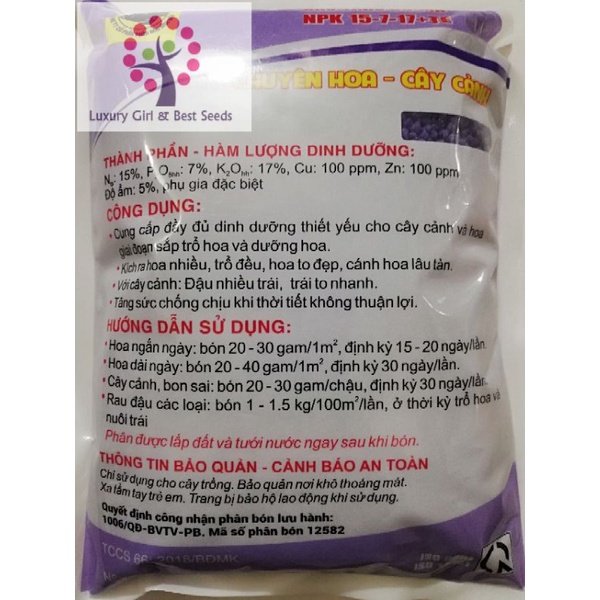 NPK 15-7-17+TE
Luxury Girl & Best Seeds
CHUYÊN HOA - CÂY CẢNH
THÀNH PHẦN - HÀM LƯỢNG DINH DƯỠNG:
Nts: 15%, P2O5hh: 7%, K2Ohh: 17%, Cu: 100 ppm, Zn: 100 ppm
Độ ẩm: 5%, phụ gia đặc biệt
CÔNG DỤNG:
• Cung cấp đầy đủ dinh dưỡng thiết yếu cho cây cảnh và hoa
giai đoạn sắp trổ hoa và dưỡng hoa.
• Kích ra hoa nhiều, trổ đều, hoa to đẹp, cánh hoa lâu tàn.
• Với cây cảnh: Đậu nhiều trái, trái to nhanh.
• Tăng sức chống chịu khi thời tiết không thuận lợi.
HƯỚNG DẪN SỬ DỤNG:
• Hoa ngắn ngày: bón 20 - 30 gam/1m², định kỳ 15 - 20 ngày/lần.
• Hoa dài ngày: bón 20 - 40 gam/1m², định kỳ 30 ngày/lần.
• Cây cảnh, bon sai: bón 20 - 30 gam/chậu, định kỳ 30 ngày/lần.
• Rau đậu các loại: bón 1 - 1.5 kg/100m²/lần, ở thời kỳ trổ hoa và
nuôi trái
Phân được lấp đất và tưới nước ngay sau khi bón.
THÔNG TIN BẢO QUẢN - CẢNH BÁO AN TOÀN
Chỉ sử dụng cho cây trồng. Bảo quản nơi khô thoáng mát.
Xa tầm tay trẻ em. Trang bị bảo hộ lao động khi sử dụng.
Quyết định công nhận phân bón lưu hành:
1006/QĐ-BVTV-PB. Mã số phân bón 12582
TCCS 66: 2018/BĐMK
ISO
ISO